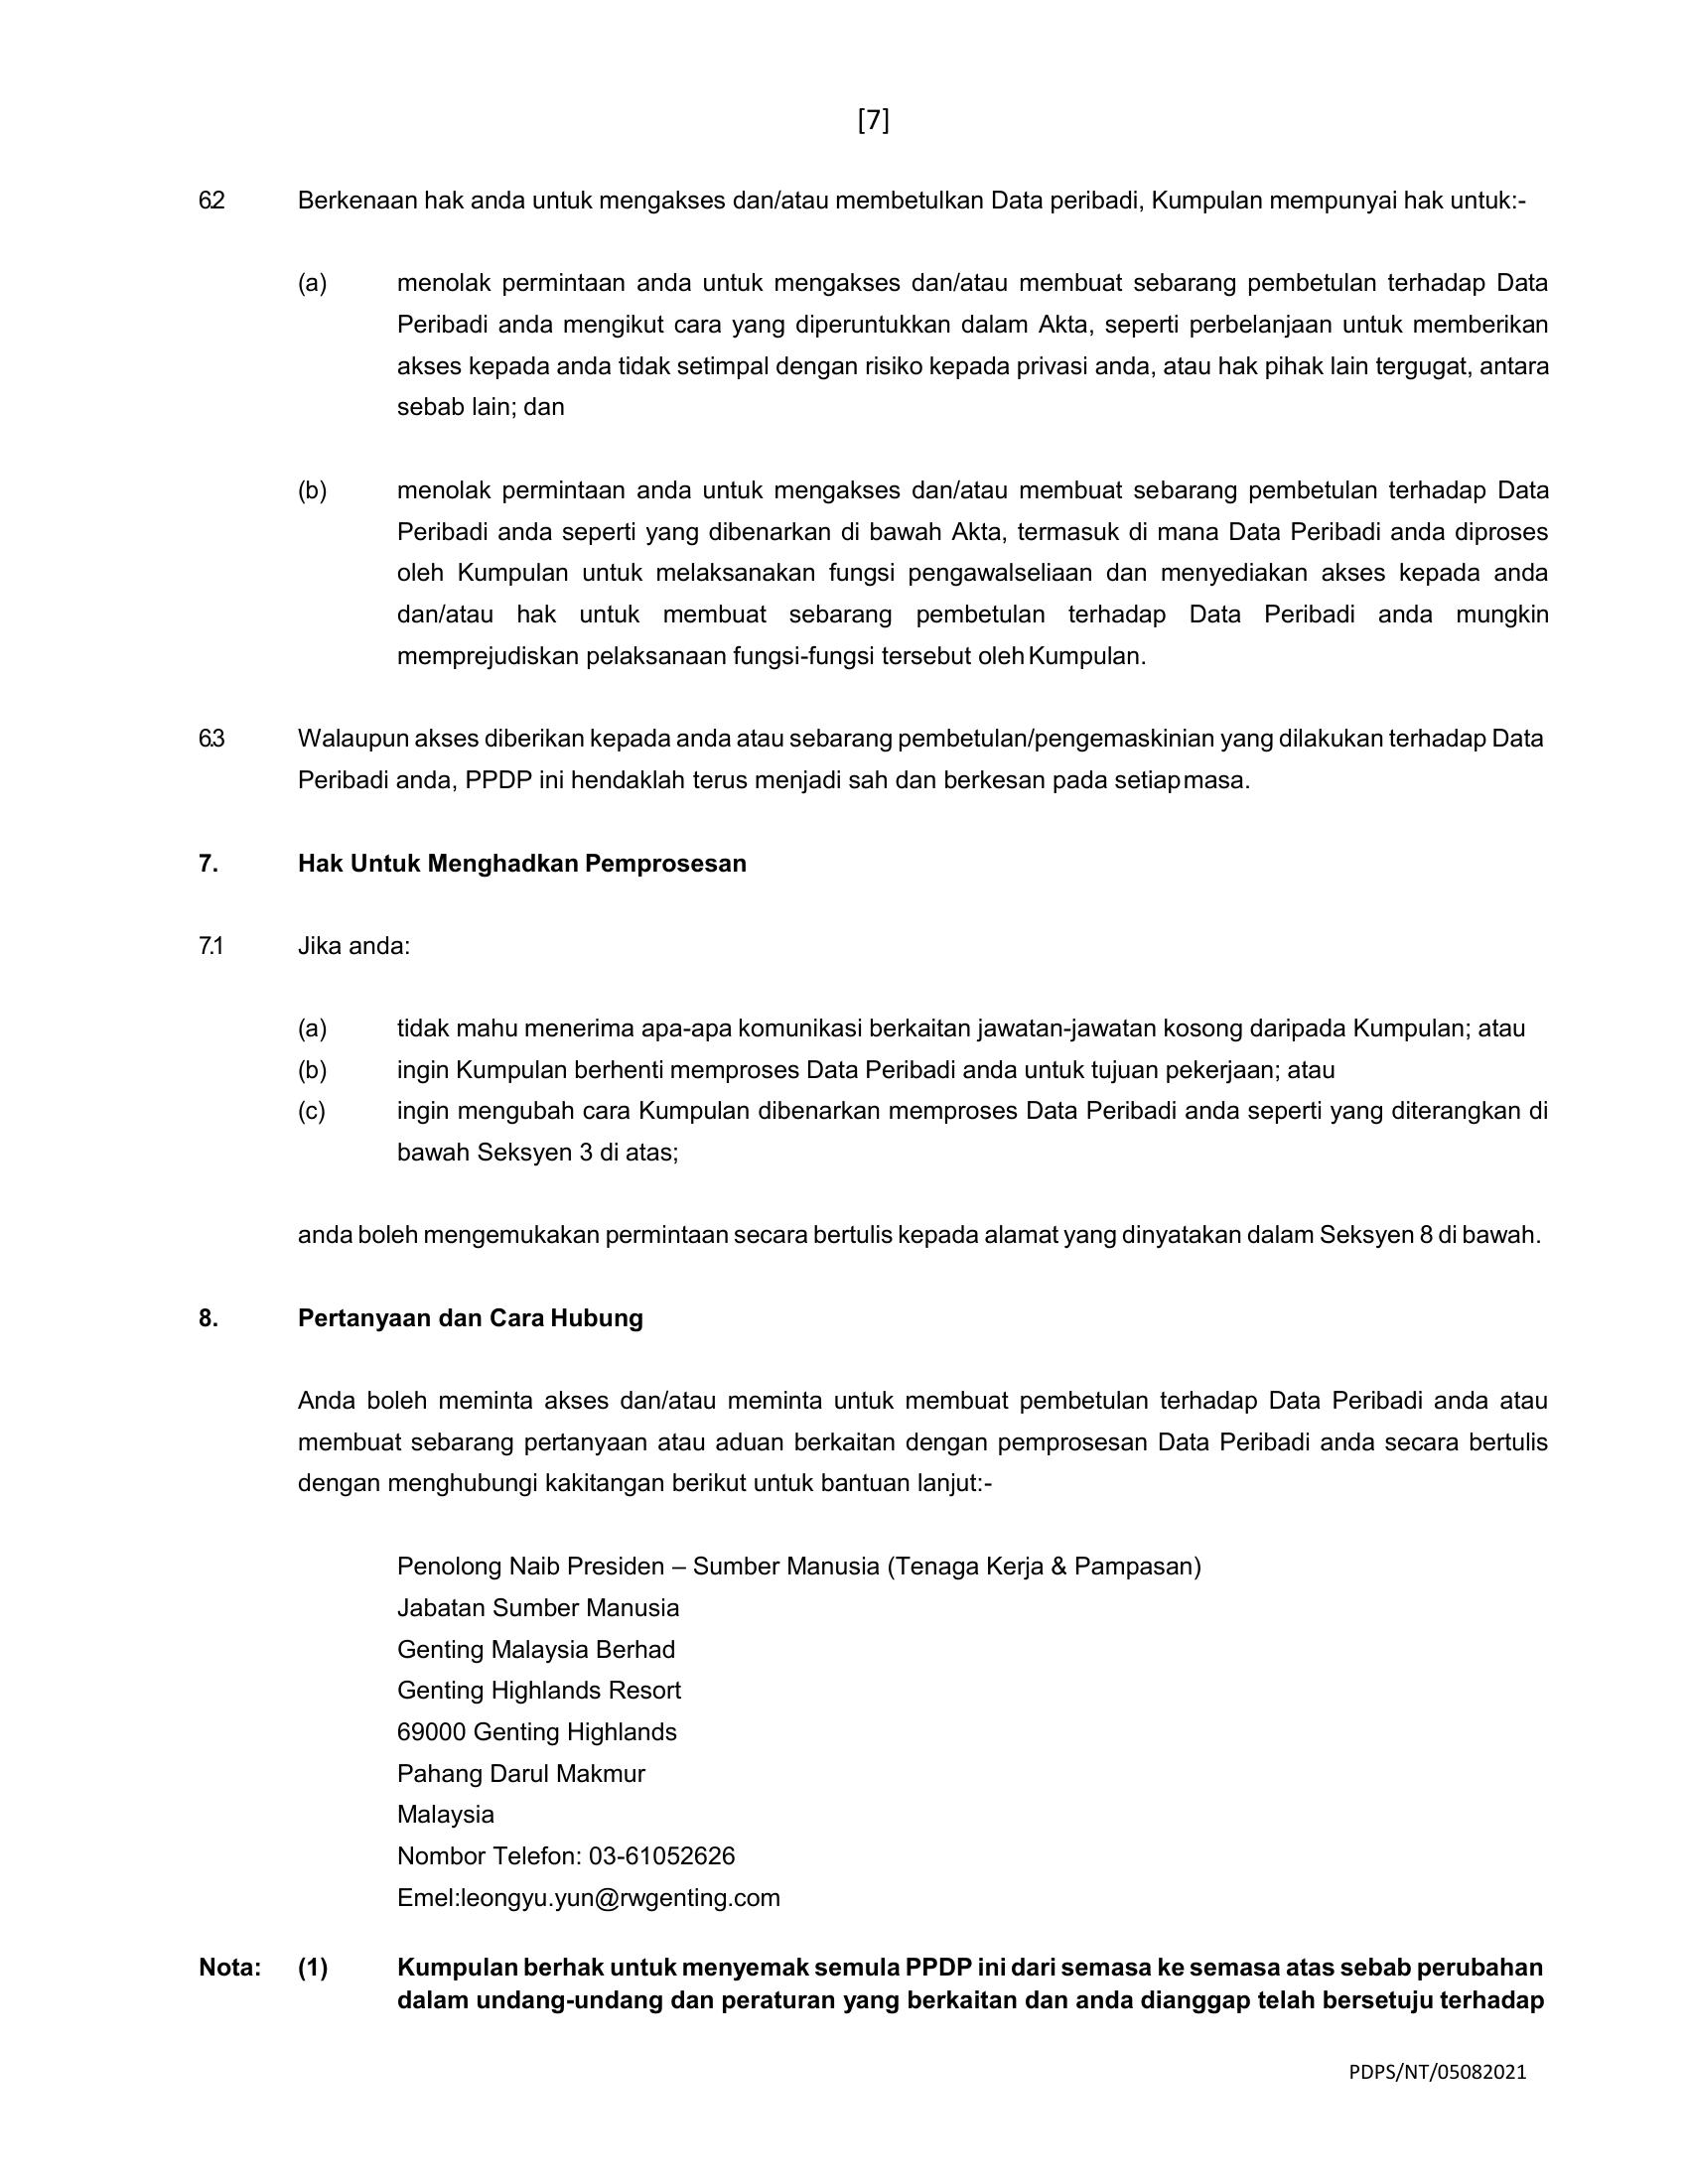 [7]
6.2 Berkenaan hak anda untuk mengakses dan/atau membetulkan Data peribadi, Kumpulan mempunyai hak untuk:-
(a) menolak permintaan anda untuk mengakses dan/atau membuat sebarang pembetulan terhadap Data
Peribadi anda mengikut cara yang diperuntukkan dalam Akta, seperti perbelanjaan untuk memberikan
akses kepada anda tidak setimpal dengan risiko kepada privasi anda, atau hak pihak lain tergugat, antara
sebab lain; dan
(b) menolak permintaan anda untuk mengakses dan/atau membuat sebarang pembetulan terhadap Data
Peribadi anda seperti yang dibenarkan di bawah Akta, termasuk di mana Data Peribadi anda diproses
oleh Kumpulan untuk melaksanakan fungsi pengawalseliaan dan menyediakan akses kepada anda
dan/atau hak untuk membuat sebarang pembetulan terhadap Data Peribadi anda mungkin
memprejudiskan pelaksanaan fungsi-fungsi tersebut oleh Kumpulan.
6.3 Walaupun akses diberikan kepada anda atau sebarang pembetulan/pengemaskinian yang dilakukan terhadap Data
Peribadi anda, PPDP ini hendaklah terus menjadi sah dan berkesan pada setiap masa.
7. Hak Untuk Menghadkan Pemprosesan
7.1 Jika anda:
(a) tidak mahu menerima apa-apa komunikasi berkaitan jawatan-jawatan kosong daripada Kumpulan; atau
(b) ingin Kumpulan berhenti memproses Data Peribadi anda untuk tujuan pekerjaan; atau
(c) ingin mengubah cara Kumpulan dibenarkan memproses Data Peribadi anda seperti yang diterangkan di
bawah Seksyen 3 di atas;
anda boleh mengemukakan permintaan secara bertulis kepada alamat yang dinyatakan dalam Seksyen 8 di bawah.
8. Pertanyaan dan Cara Hubung
Anda boleh meminta akses dan/atau meminta untuk membuat pembetulan terhadap Data Peribadi anda atau
membuat sebarang pertanyaan atau aduan berkaitan dengan pemprosesan Data Peribadi anda secara bertulis
dengan menghubungi kakitangan berikut untuk bantuan lanjut:-
Penolong Naib Presiden – Sumber Manusia (Tenaga Kerja & Pampasan)
Jabatan Sumber Manusia
Genting Malaysia Berhad
Genting Highlands Resort
69000 Genting Highlands
Pahang Darul Makmur
Malaysia
Nombor Telefon: 03-61052626
Emel:leongyu.yun@rwgenting.com
Nota: (1) Kumpulan berhak untuk menyemak semula PPDP ini dari semasa ke semasa atas sebab perubahan
dalam undang-undang dan peraturan yang berkaitan dan anda dianggap telah bersetuju terhadap
PDPS/NT/05082021